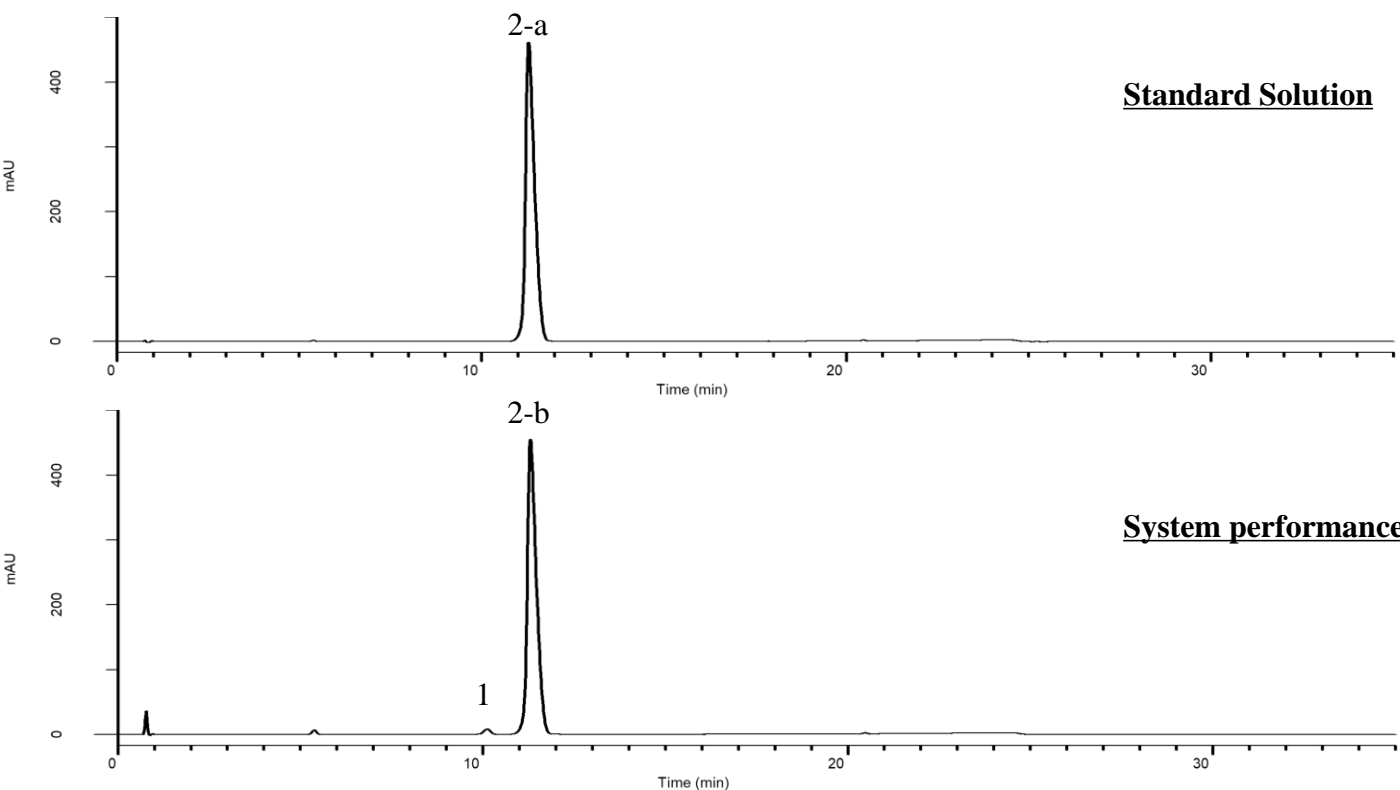 2-a
400
Standard Solution
mAU
200
0
0 10 20 30
Time (min)
2-b
400
System performance
mAU
200
1
0
0 10 20 30
Time (min)